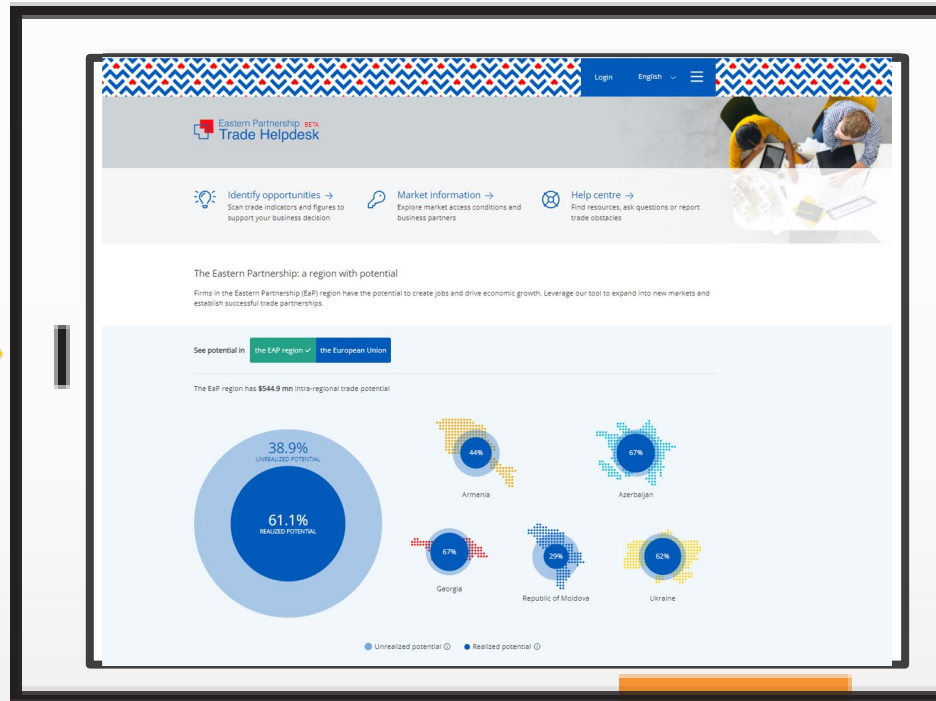 Login English
Eastern Partnership BETA
Trade Helpdesk
Identify opportunities →
Scan trade indicators and figures to
support your business decision
Market information →
Explore market access conditions and
business partners
Help centre →
Find resources, ask questions or report
trade obstacles
The Eastern Partnership: a region with potential
Firms in the Eastern Partnership (EaP) region have the potential to create jobs and drive economic growth. Leverage our tool to expand into new markets and
establish successful trade partnerships.
See potential in the EAP region ✓ the European Union
The EaP region has $544.9 mn intra-regional trade potential
38.9%
UNREALIZED POTENTIAL
61.1%
REALIZED POTENTIAL
44%
Armenia
67%
Azerbaijan
67%
Georgia
29%
Republic of Moldova
62%
Ukraine
Unrealized potential ⓘ Realized potential ⓘ